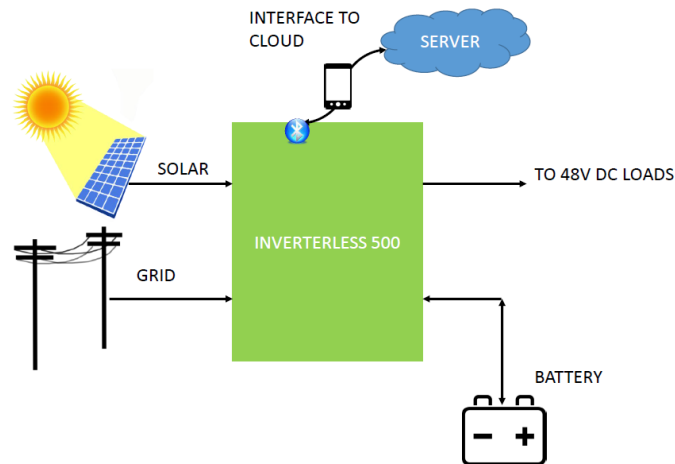 INTERFACE TO
CLOUD
SERVER
SOLAR
TO 48V DC LOADS
INVERTERLESS 500
GRID
BATTERY